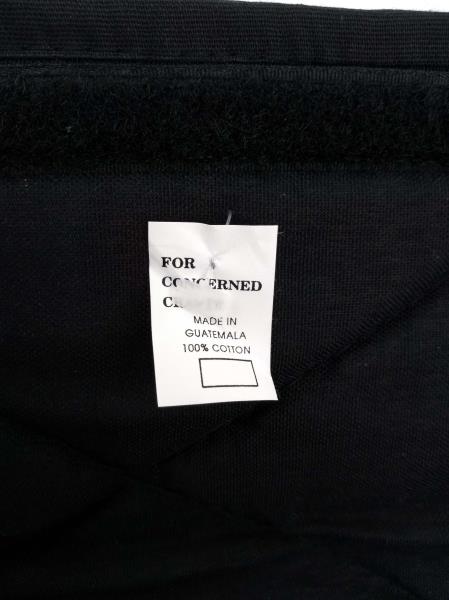 FOR
CONCERNED
MADE IN
GUATEMALA
100% COTTON